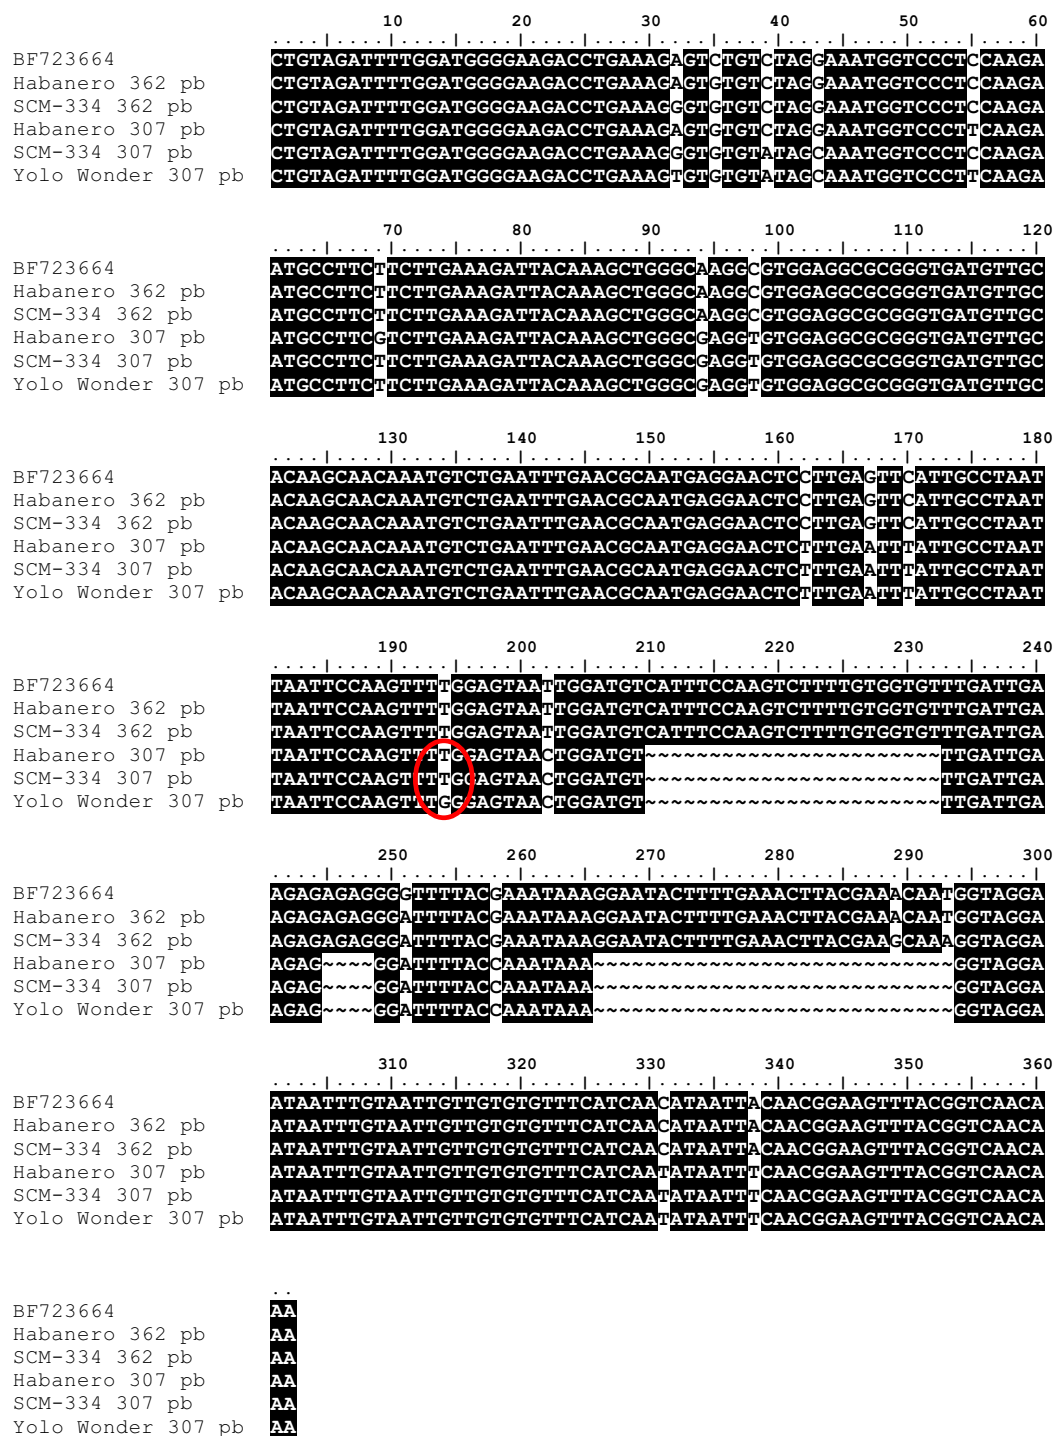 10 20 30 40 50 60
....|....|....|....|....|....|....|....|....|....|....|....|
BF723664 CTGTAGATTTTGGATGGGGAAGACCTGAAAGAGTCTGTCTAGGAAATGGTCCCTCCAAGA
Habanero 362 pb CTGTAGATTTTGGATGGGGAAGACCTGAAAGAGTGTGTCTAGGAAATGGTCCCTCCAAGA
SCM-334 362 pb CTGTAGATTTTGGATGGGGAAGACCTGAAAGGGTGTGTCTAGGAAATGGTCCCTCCAAGA
Habanero 307 pb CTGTAGATTTTGGATGGGGAAGACCTGAAAGAGTGTGTCTAGGAAATGGTCCCTTCAAGA
SCM-334 307 pb CTGTAGATTTTGGATGGGGAAGACCTGAAAGGGTGTGTATAGCAAATGGTCCCTCCAAGA
Yolo Wonder 307 pb CTGTAGATTTTGGATGGGGAAGACCTGAAAGTGTGTGTATAGCAAATGGTCCCTTCAAGA
70 80 90 100 110 120
....|....|....|....|....|....|....|....|....|....|....|....|
BF723664 ATGCCTTCTTCTTGAAAGATTACAAAGCTGGGCAAGGCGTGGAGGCGCGGGTGATGTTGC
Habanero 362 pb ATGCCTTCTTCTTGAAAGATTACAAAGCTGGGCAAGGCGTGGAGGCGCGGGTGATGTTGC
SCM-334 362 pb ATGCCTTCTTCTTGAAAGATTACAAAGCTGGGCAAGGCGTGGAGGCGCGGGTGATGTTGC
Habanero 307 pb ATGCCTTCGTCTTGAAAGATTACAAAGCTGGGCGAGGTGTGGAGGCGCGGGTGATGTTGC
SCM-334 307 pb ATGCCTTCTTCTTGAAAGATTACAAAGCTGGGCGAGGTGTGGAGGCGCGGGTGATGTTGC
Yolo Wonder 307 pb ATGCCTTCTTCTTGAAAGATTACAAAGCTGGGCGAGGTGTGGAGGCGCGGGTGATGTTGC
130 140 150 160 170 180
....|....|....|....|....|....|....|....|....|....|....|....|
BF723664 ACAAGCAACAAATGTCTGAATTTGAACGCAATGAGGAACTCCTTGAGTTCATTGCCTAAT
Habanero 362 pb ACAAGCAACAAATGTCTGAATTTGAACGCAATGAGGAACTCCTTGAGTTCATTGCCTAAT
SCM-334 362 pb ACAAGCAACAAATGTCTGAATTTGAACGCAATGAGGAACTCCTTGAGTTCATTGCCTAAT
Habanero 307 pb ACAAGCAACAAATGTCTGAATTTGAACGCAATGAGGAACTCTTTGAATTTATTGCCTAAT
SCM-334 307 pb ACAAGCAACAAATGTCTGAATTTGAACGCAATGAGGAACTCTTTGAATTTATTGCCTAAT
Yolo Wonder 307 pb ACAAGCAACAAATGTCTGAATTTGAACGCAATGAGGAACTCTTTGAATTTATTGCCTAAT
190 200 210 220 230 240
....|....|....|....|....|....|....|....|....|....|....|....|
BF723664 TAATTCCAAGTTTTGGAGTAATTGGATGTCATTTCCAAGTCTTTTGTGGTGTTTGATTGA
Habanero 362 pb TAATTCCAAGTTTTGGAGTAATTGGATGTCATTTCCAAGTCTTTTGTGGTGTTTGATTGA
SCM-334 362 pb TAATTCCAAGTTTTGGAGTAATTGGATGTCATTTCCAAGTCTTTTGTGGTGTTTGATTGA
Habanero 307 pb TAATTCCAAGTTTTGGAGTAACTGGATGT~~~~~~~~~~~~~~~~~~~~~~~TTGATTGA
SCM-334 307 pb TAATTCCAAGTTTTGGAGTAACTGGATGT~~~~~~~~~~~~~~~~~~~~~~~TTGATTGA
Yolo Wonder 307 pb TAATTCCAAGTTTGGGAGTAACTGGATGT~~~~~~~~~~~~~~~~~~~~~~~TTGATTGA
250 260 270 280 290 300
....|....|....|....|....|....|....|....|....|....|....|....|
BF723664 AGAGAGAGGGGTTTTACGAAATAAAGGAATACTTTTGAAACTTACGAAACAATGGTAGGA
Habanero 362 pb AGAGAGAGGGATTTTACGAAATAAAGGAATACTTTTGAAACTTACGAAACAATGGTAGGA
SCM-334 362 pb AGAGAGAGGGATTTTACGAAATAAAGGAATACTTTTGAAACTTACGAAGCAAAGGTAGGA
Habanero 307 pb AGAG~~~~GGATTTTACCAAATAAA~~~~~~~~~~~~~~~~~~~~~~~~~~~~GGTAGGA
SCM-334 307 pb AGAG~~~~GGATTTTACCAAATAAA~~~~~~~~~~~~~~~~~~~~~~~~~~~~GGTAGGA
Yolo Wonder 307 pb AGAG~~~~GGATTTTACCAAATAAA~~~~~~~~~~~~~~~~~~~~~~~~~~~~GGTAGGA
310 320 330 340 350 360
....|....|....|....|....|....|....|....|....|....|....|....|
BF723664 ATAATTTGTAATTGTTGTGTGTTTCATCAACATAATTACAACGGAAGTTTACGGTCAACA
Habanero 362 pb ATAATTTGTAATTGTTGTGTGTTTCATCAACATAATTACAACGGAAGTTTACGGTCAACA
SCM-334 362 pb ATAATTTGTAATTGTTGTGTGTTTCATCAACATAATTACAACGGAAGTTTACGGTCAACA
Habanero 307 pb ATAATTTGTAATTGTTGTGTGTTTCATCAATATAATTTCAACGGAAGTTTACGGTCAACA
SCM-334 307 pb ATAATTTGTAATTGTTGTGTGTTTCATCAATATAATTTCAACGGAAGTTTACGGTCAACA
Yolo Wonder 307 pb ATAATTTGTAATTGTTGTGTGTTTCATCAATATAATTTCAACGGAAGTTTACGGTCAACA
..
BF723664 AA
Habanero 362 pb AA
SCM-334 362 pb AA
Habanero 307 pb AA
SCM-334 307 pb AA
Yolo Wonder 307 pb AA